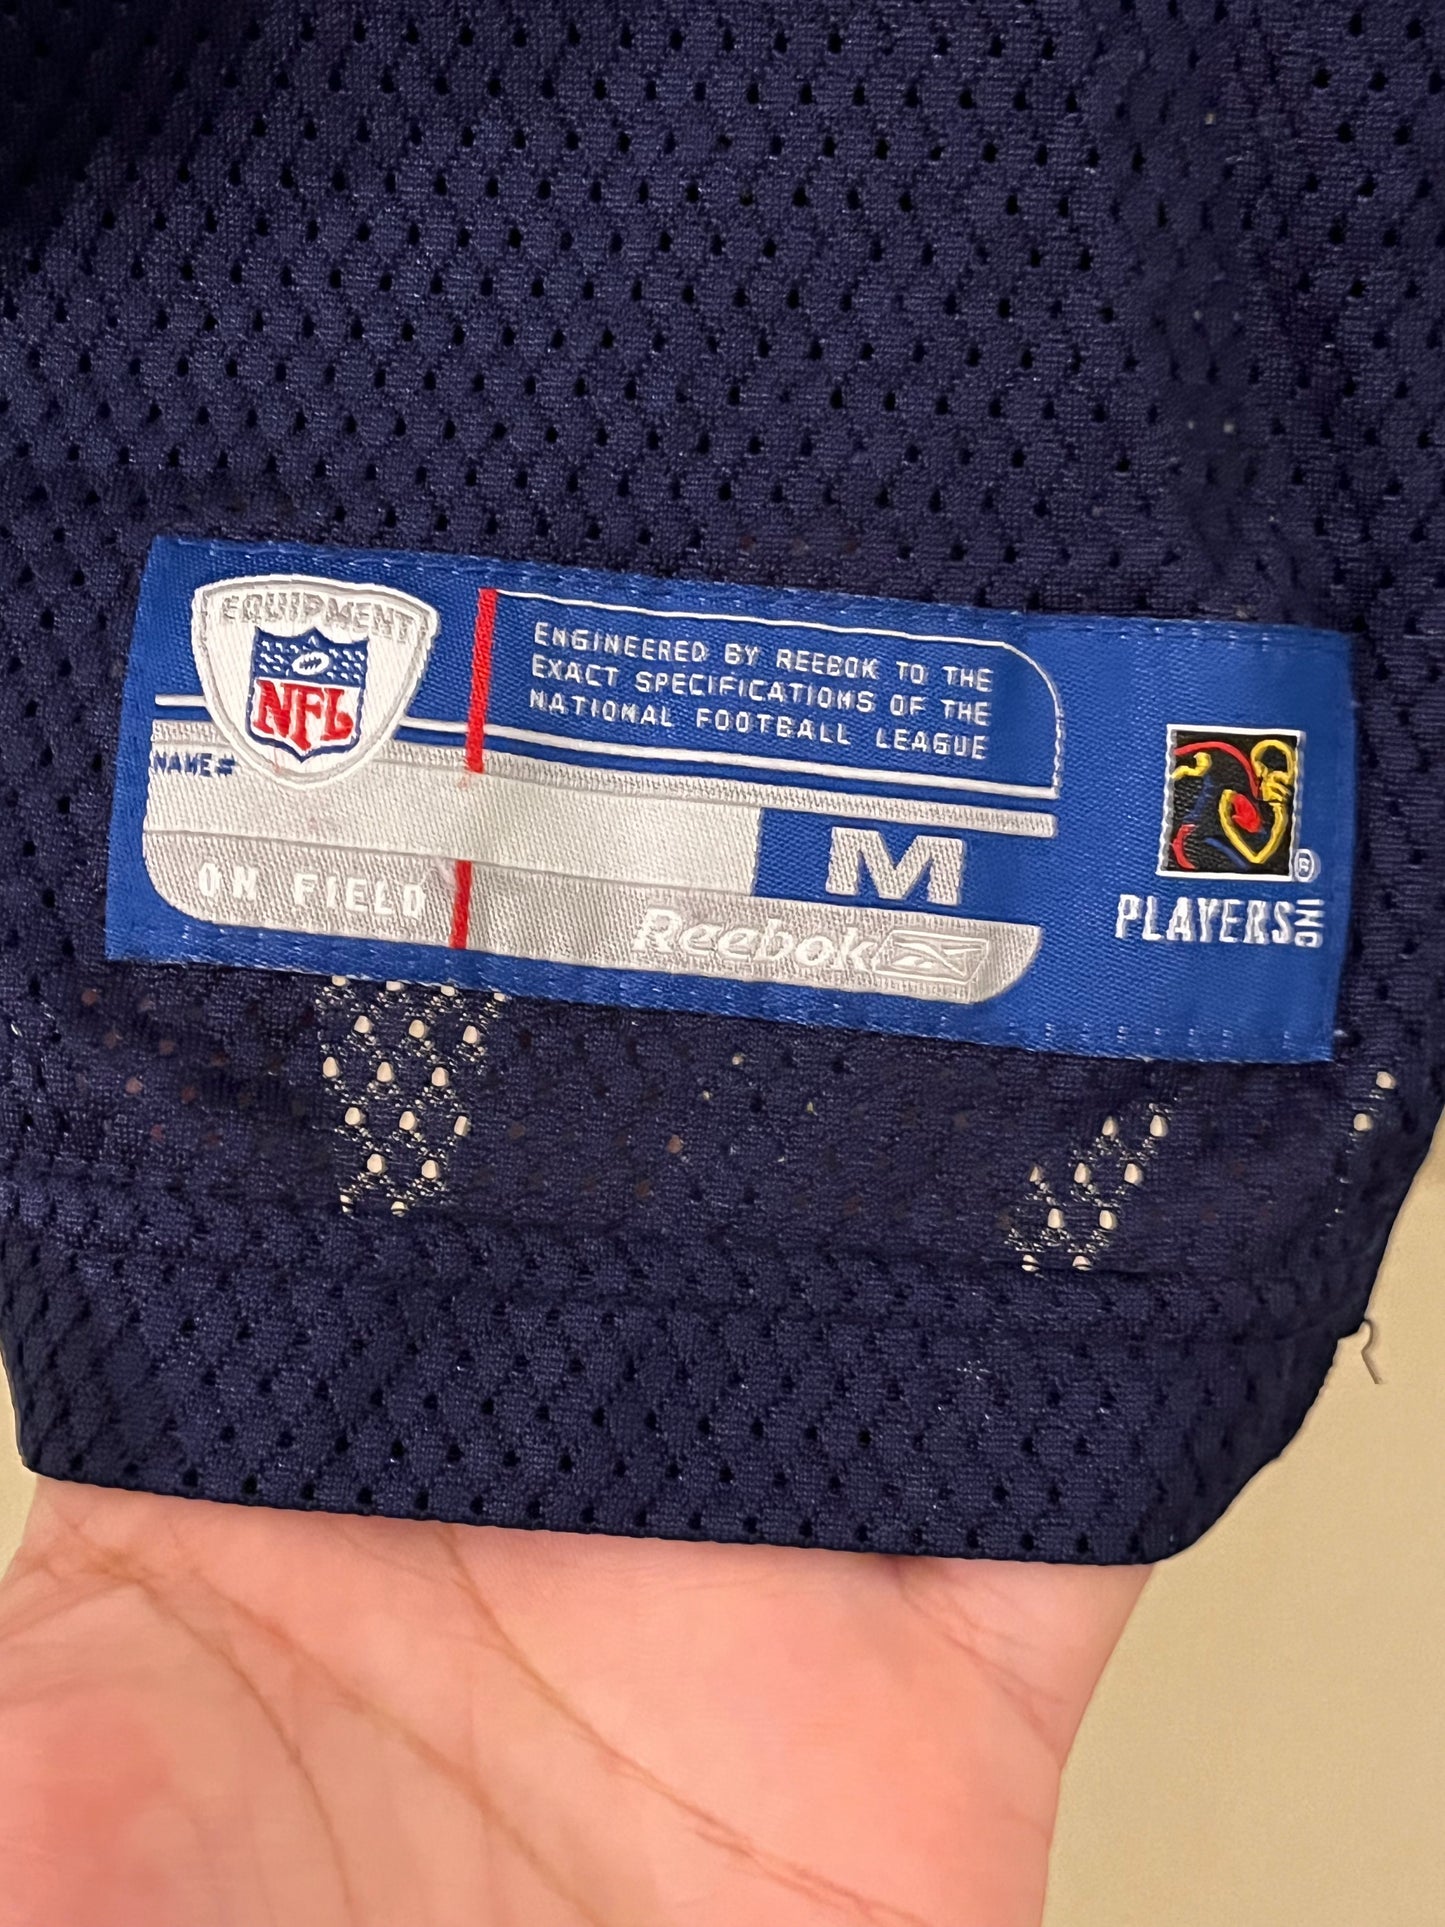 EQUIPMENT
NFL
ENGINEERED BY REEBOK TO THE
EXACT SPECIFICATIONS OF THE
NATIONAL FOOTBALL LEAGUE
NAME#
M
ON FIELD
Reebok
®
PLAYERS INC